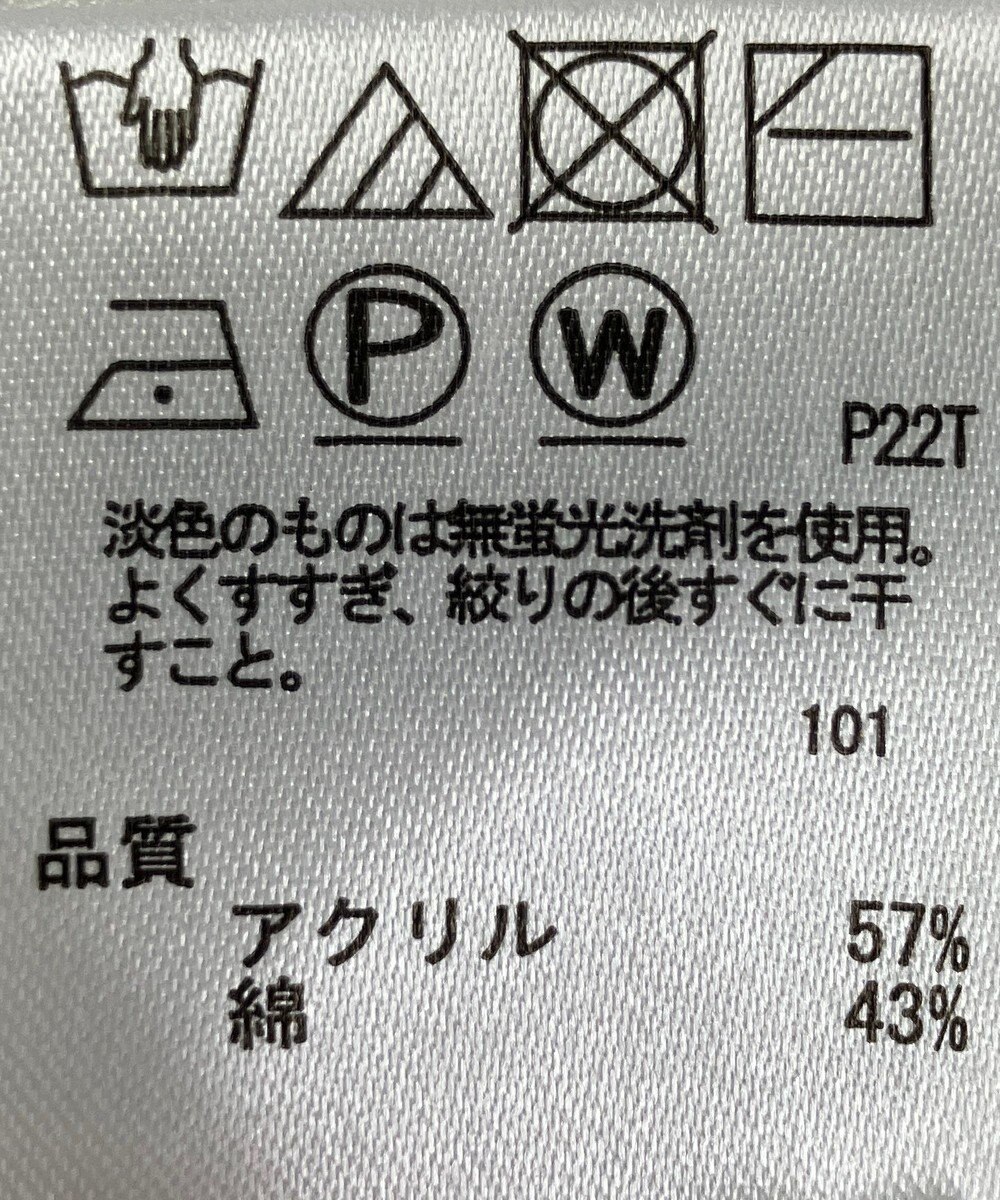 P W
P22T
淡色のものは無蛍光洗剤を使用。
よくすすぎ、絞りの後すぐに干
すこと。
101
品質
アクリル 57%
綿 43%